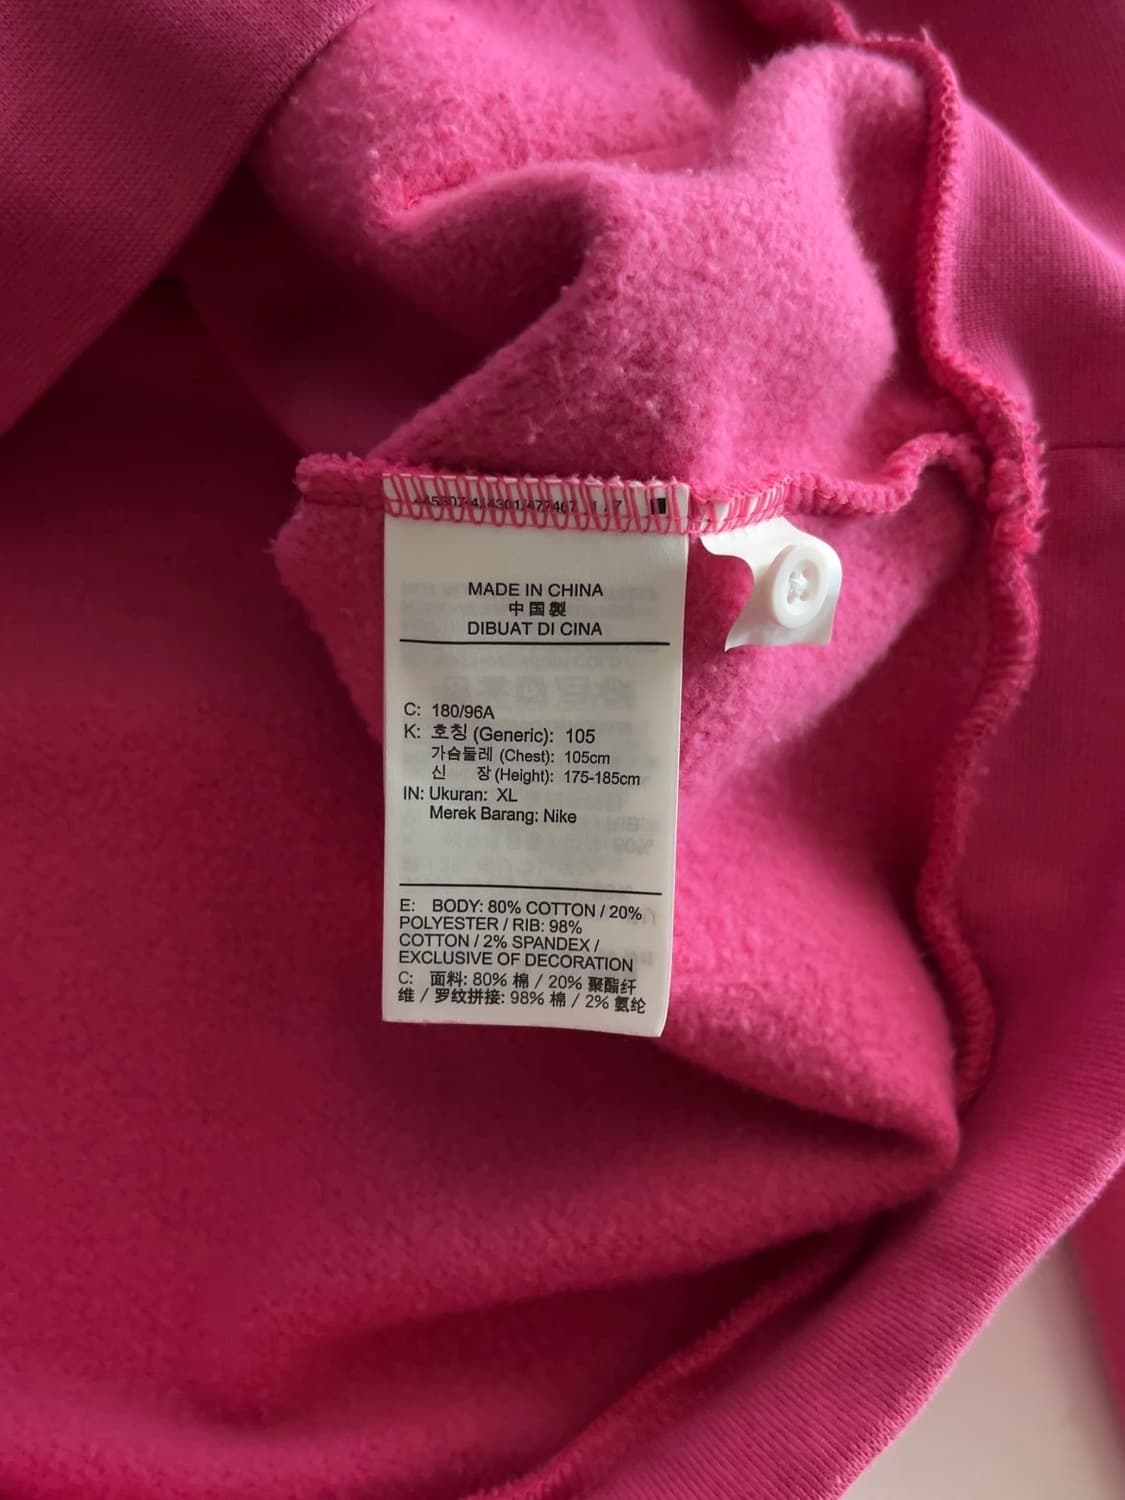 MADE IN CHINA
中国製
DIBUAT DI CINA
C: 180/96A
K: 호칭 (Generic): 105
가슴둘레 (Chest): 105cm
신 장 (Height): 175-185cm
IN: Ukuran: XL
Merek Barang: Nike
E: BODY: 80% COTTON / 20%
POLYESTER / RIB: 98%
COTTON / 2% SPANDEX /
EXCLUSIVE OF DECORATION
C: 面料: 80% 棉 / 20% 聚酯纤
维 / 罗纹拼接: 98% 棉 / 2% 氨纶